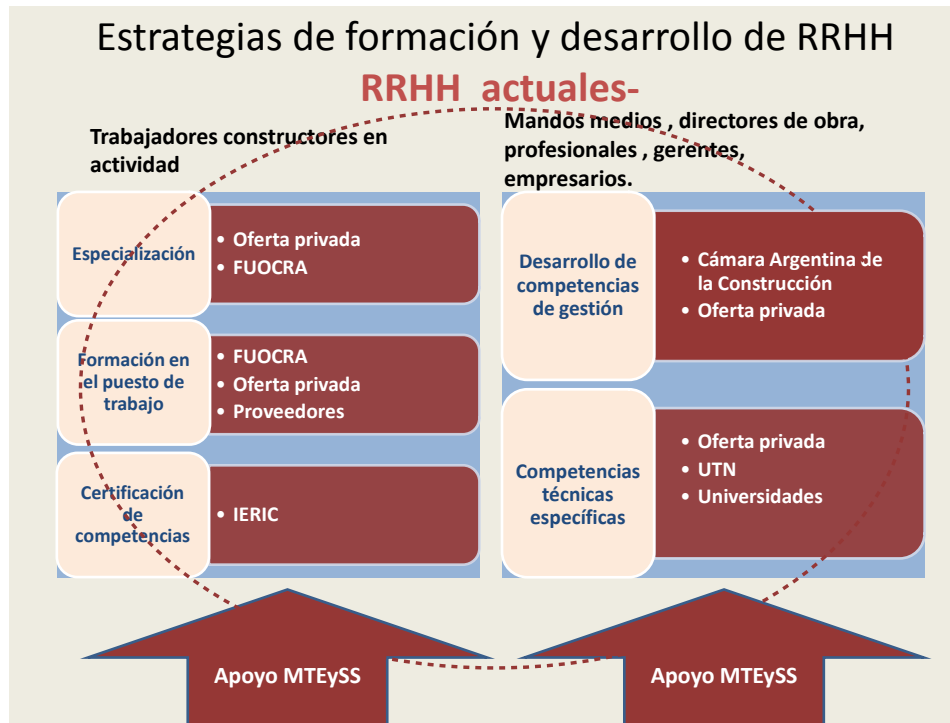 Estrategias de formación y desarrollo de RRHH
RRHH actuales-
Trabajadores constructores en
actividad
Especialización
• Oferta privada
• FUOCRA
Formación en
el puesto de
trabajo
• FUOCRA
• Oferta privada
• Proveedores
Certificación
de
competencias
• IERIC
Apoyo MTEySS
Mandos medios , directores de obra,
profesionales , gerentes,
empresarios.
Desarrollo de
competencias
de gestión
• Cámara Argentina de
la Construcción
• Oferta privada
Competencias
técnicas
específicas
• Oferta privada
• UTN
• Universidades
Apoyo MTEySS